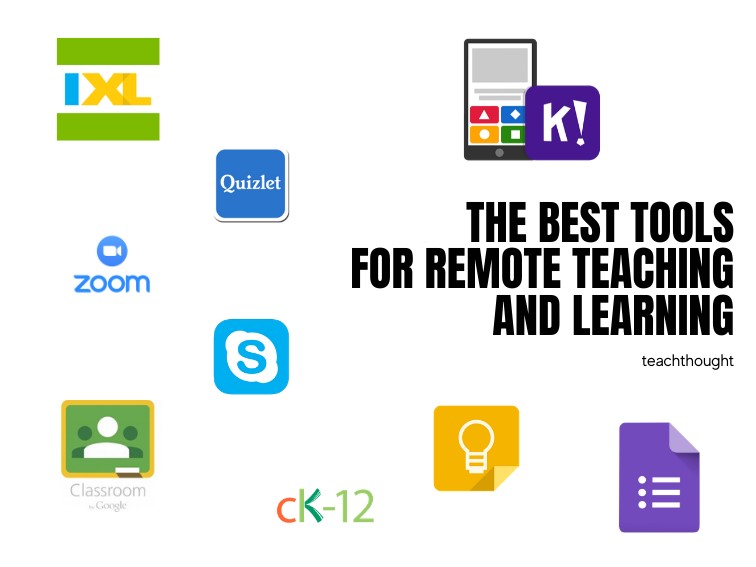 IXL
K!
Quizlet
THE BEST TOOLS
FOR REMOTE TEACHING
AND LEARNING
zoom
teachthought
S
Classroom
by Google
cK-12